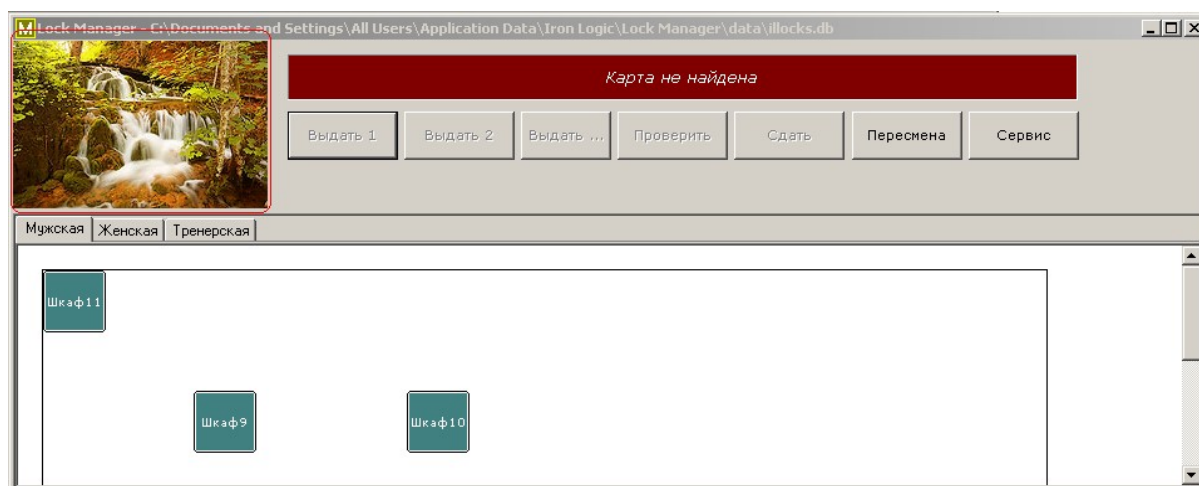 Lock Manager - C:\Documents and Settings\All Users\Application Data\Iron Logic\Lock Manager\data\illocks.db
Карта не найдена
Выдать 1 Выдать 2 Выдать ... Проверить Сдать Пересмена Сервис
Мужская Женская Тренерская
Шкаф11
Шкаф9 Шкаф10